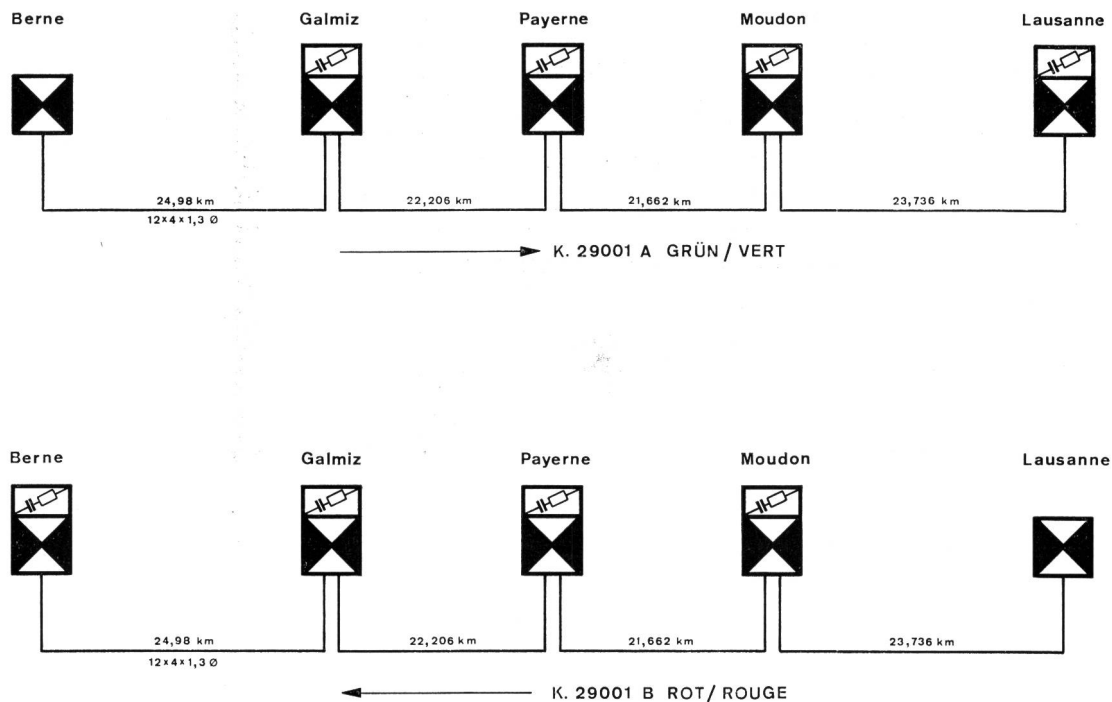 Berne Galmiz Payerne Moudon Lausanne
24,98 km 22,206 km 21,662 km 23,736 km
12×4×1,3 Ø
K. 29001 A GRÜN / VERT
Berne Galmiz Payerne Moudon Lausanne
24,98 km 22,206 km 21,662 km 23,736 km
12×4×1,3 Ø
K. 29001 B ROT / ROUGE